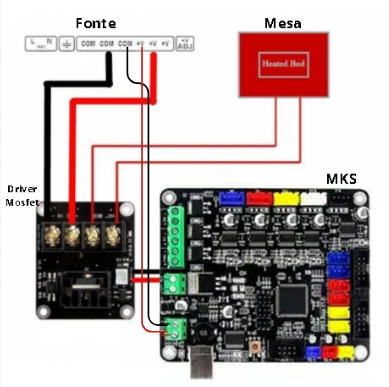 Fonte
Mesa
L N
COM COM COM +V +V +V
+V
ADJ
Heated Bed
MKS
Driver
Mosfet